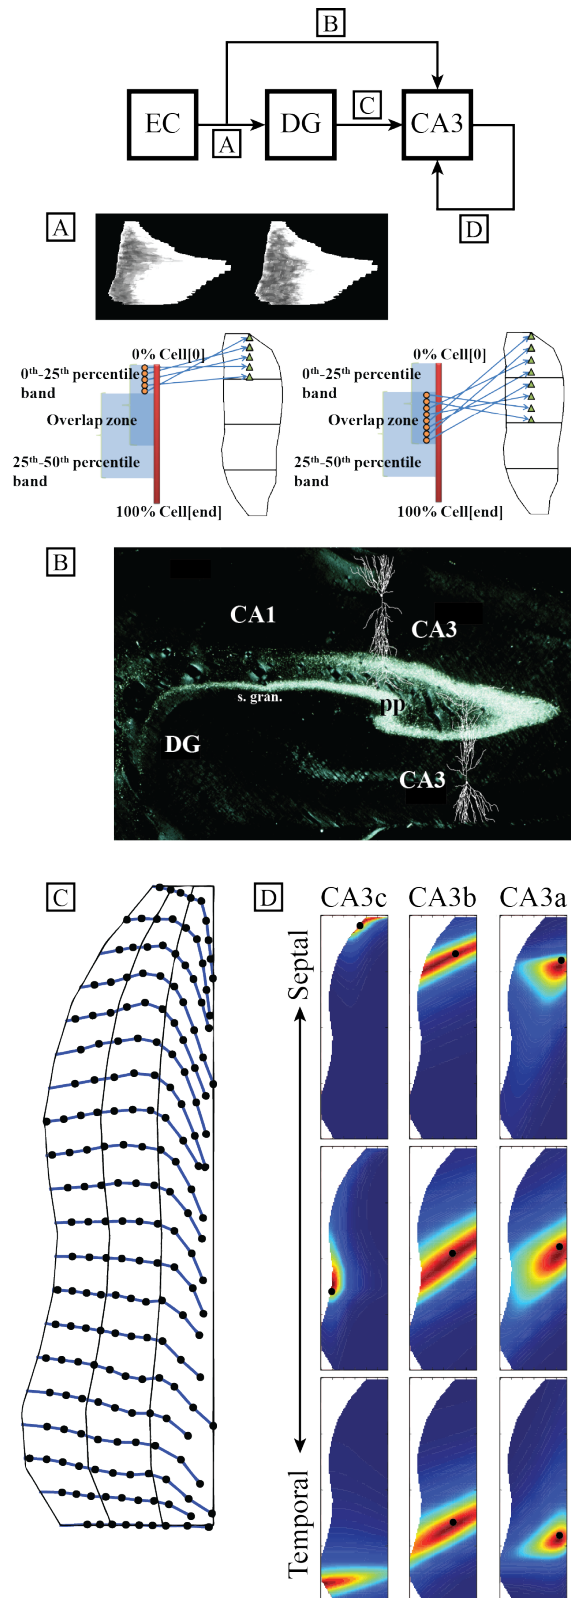 B
EC
DG
CA3
A
C
D
A
0% Cell[0]
0th-25th percentile
band
Overlap zone
25th-50th percentile
band
100% Cell[end]
0% Cell[0]
0th-25th percentile
band
Overlap zone
25th-50th percentile
band
100% Cell[end]
B
CA1
CA3
s. gran.
pp
DG
CA3
C
D
CA3c
CA3b
CA3a
Septal
Temporal